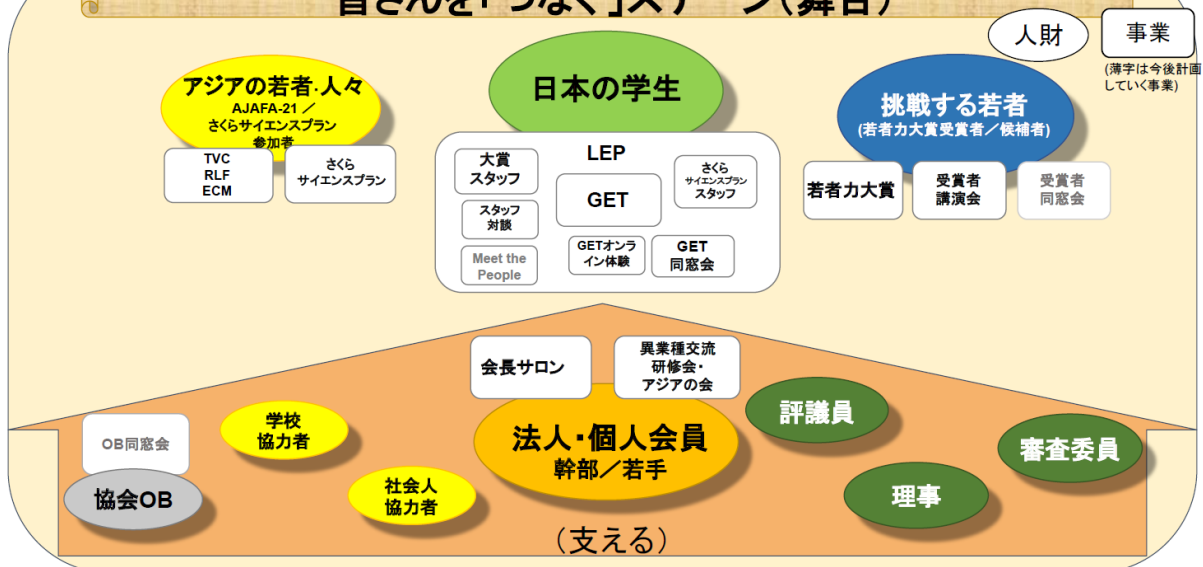 皆さんを「つなぐ」ステージ(舞台)
人財
事業
(薄字は今後計画
していく事業)
アジアの若者・人々
AJAFA-21 ／
さくらサイエンスプラン
参加者
TVC
RLF
ECM
さくら
サイエンスプラン
日本の学生
LEP
大賞
スタッフ
GET
さくら
サイエンスプラン
スタッフ
スタッフ
対談
Meet the
People
GETオンラ
イン体験
GET
同窓会
挑戦する若者
(若者力大賞受賞者／候補者)
若者力大賞
受賞者
講演会
受賞者
同窓会
会長サロン
異業種交流
研修会・
アジアの会
法人・個人会員
幹部／若手
OB同窓会
協会OB
学校
協力者
社会人
協力者
評議員
理事
審査委員
(支える)